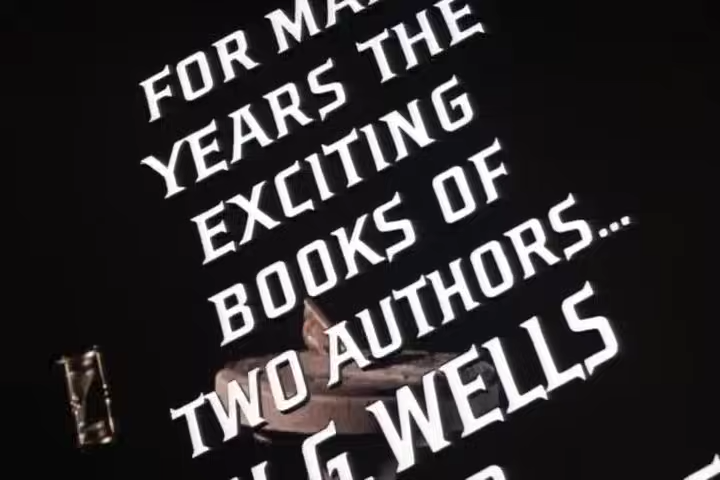 FOR
YEARS THE
EXCITING
BOOKS OF
TWO AUTHORS...
G. WELLS